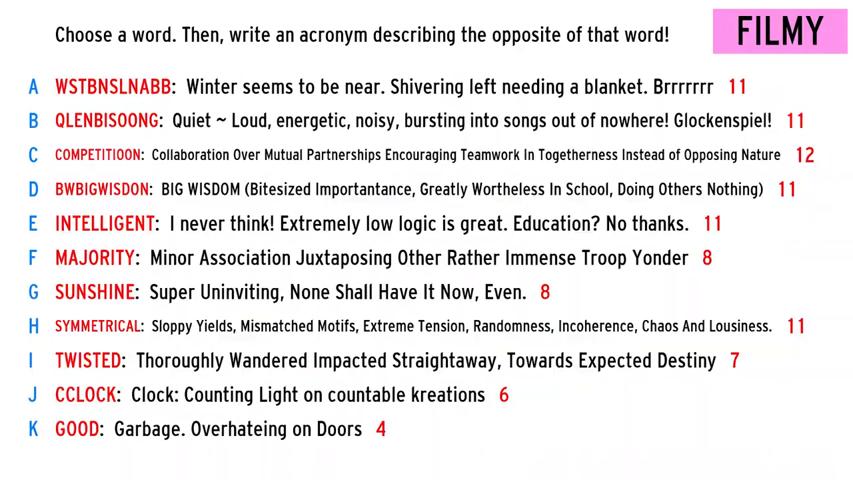 Choose a word. Then, write an acronym describing the opposite of that word!
FILMY
A WSTBNSLNABB: Winter seems to be near. Shivering left needing a blanket. Brrrrrrr 11
B QLENBISOONG: Quiet ~ Loud, energetic, noisy, bursting into songs out of nowhere! Glockenspiel! 11
C COMPETITIOON: Collaboration Over Mutual Partnerships Encouraging Teamwork In Togetherness Instead of Opposing Nature 12
D BWBIGWISDON: BIG WISDOM (Bitesized Importantance, Greatly Wortheless In School, Doing Others Nothing) 11
E INTELLIGENT: I never think! Extremely low logic is great. Education? No thanks. 11
F MAJORITY: Minor Association Juxtaposing Other Rather Immense Troop Yonder 8
G SUNSHINE: Super Uninviting, None Shall Have It Now, Even. 8
H SYMMETRICAL: Sloppy Yields, Mismatched Motifs, Extreme Tension, Randomness, Incoherence, Chaos And Lousiness. 11
I TWISTED: Thoroughly Wandered Impacted Straightaway, Towards Expected Destiny 7
J CCLOCK: Clock: Counting Light on countable kreations 6
K GOOD: Garbage. Overhateing on Doors 4